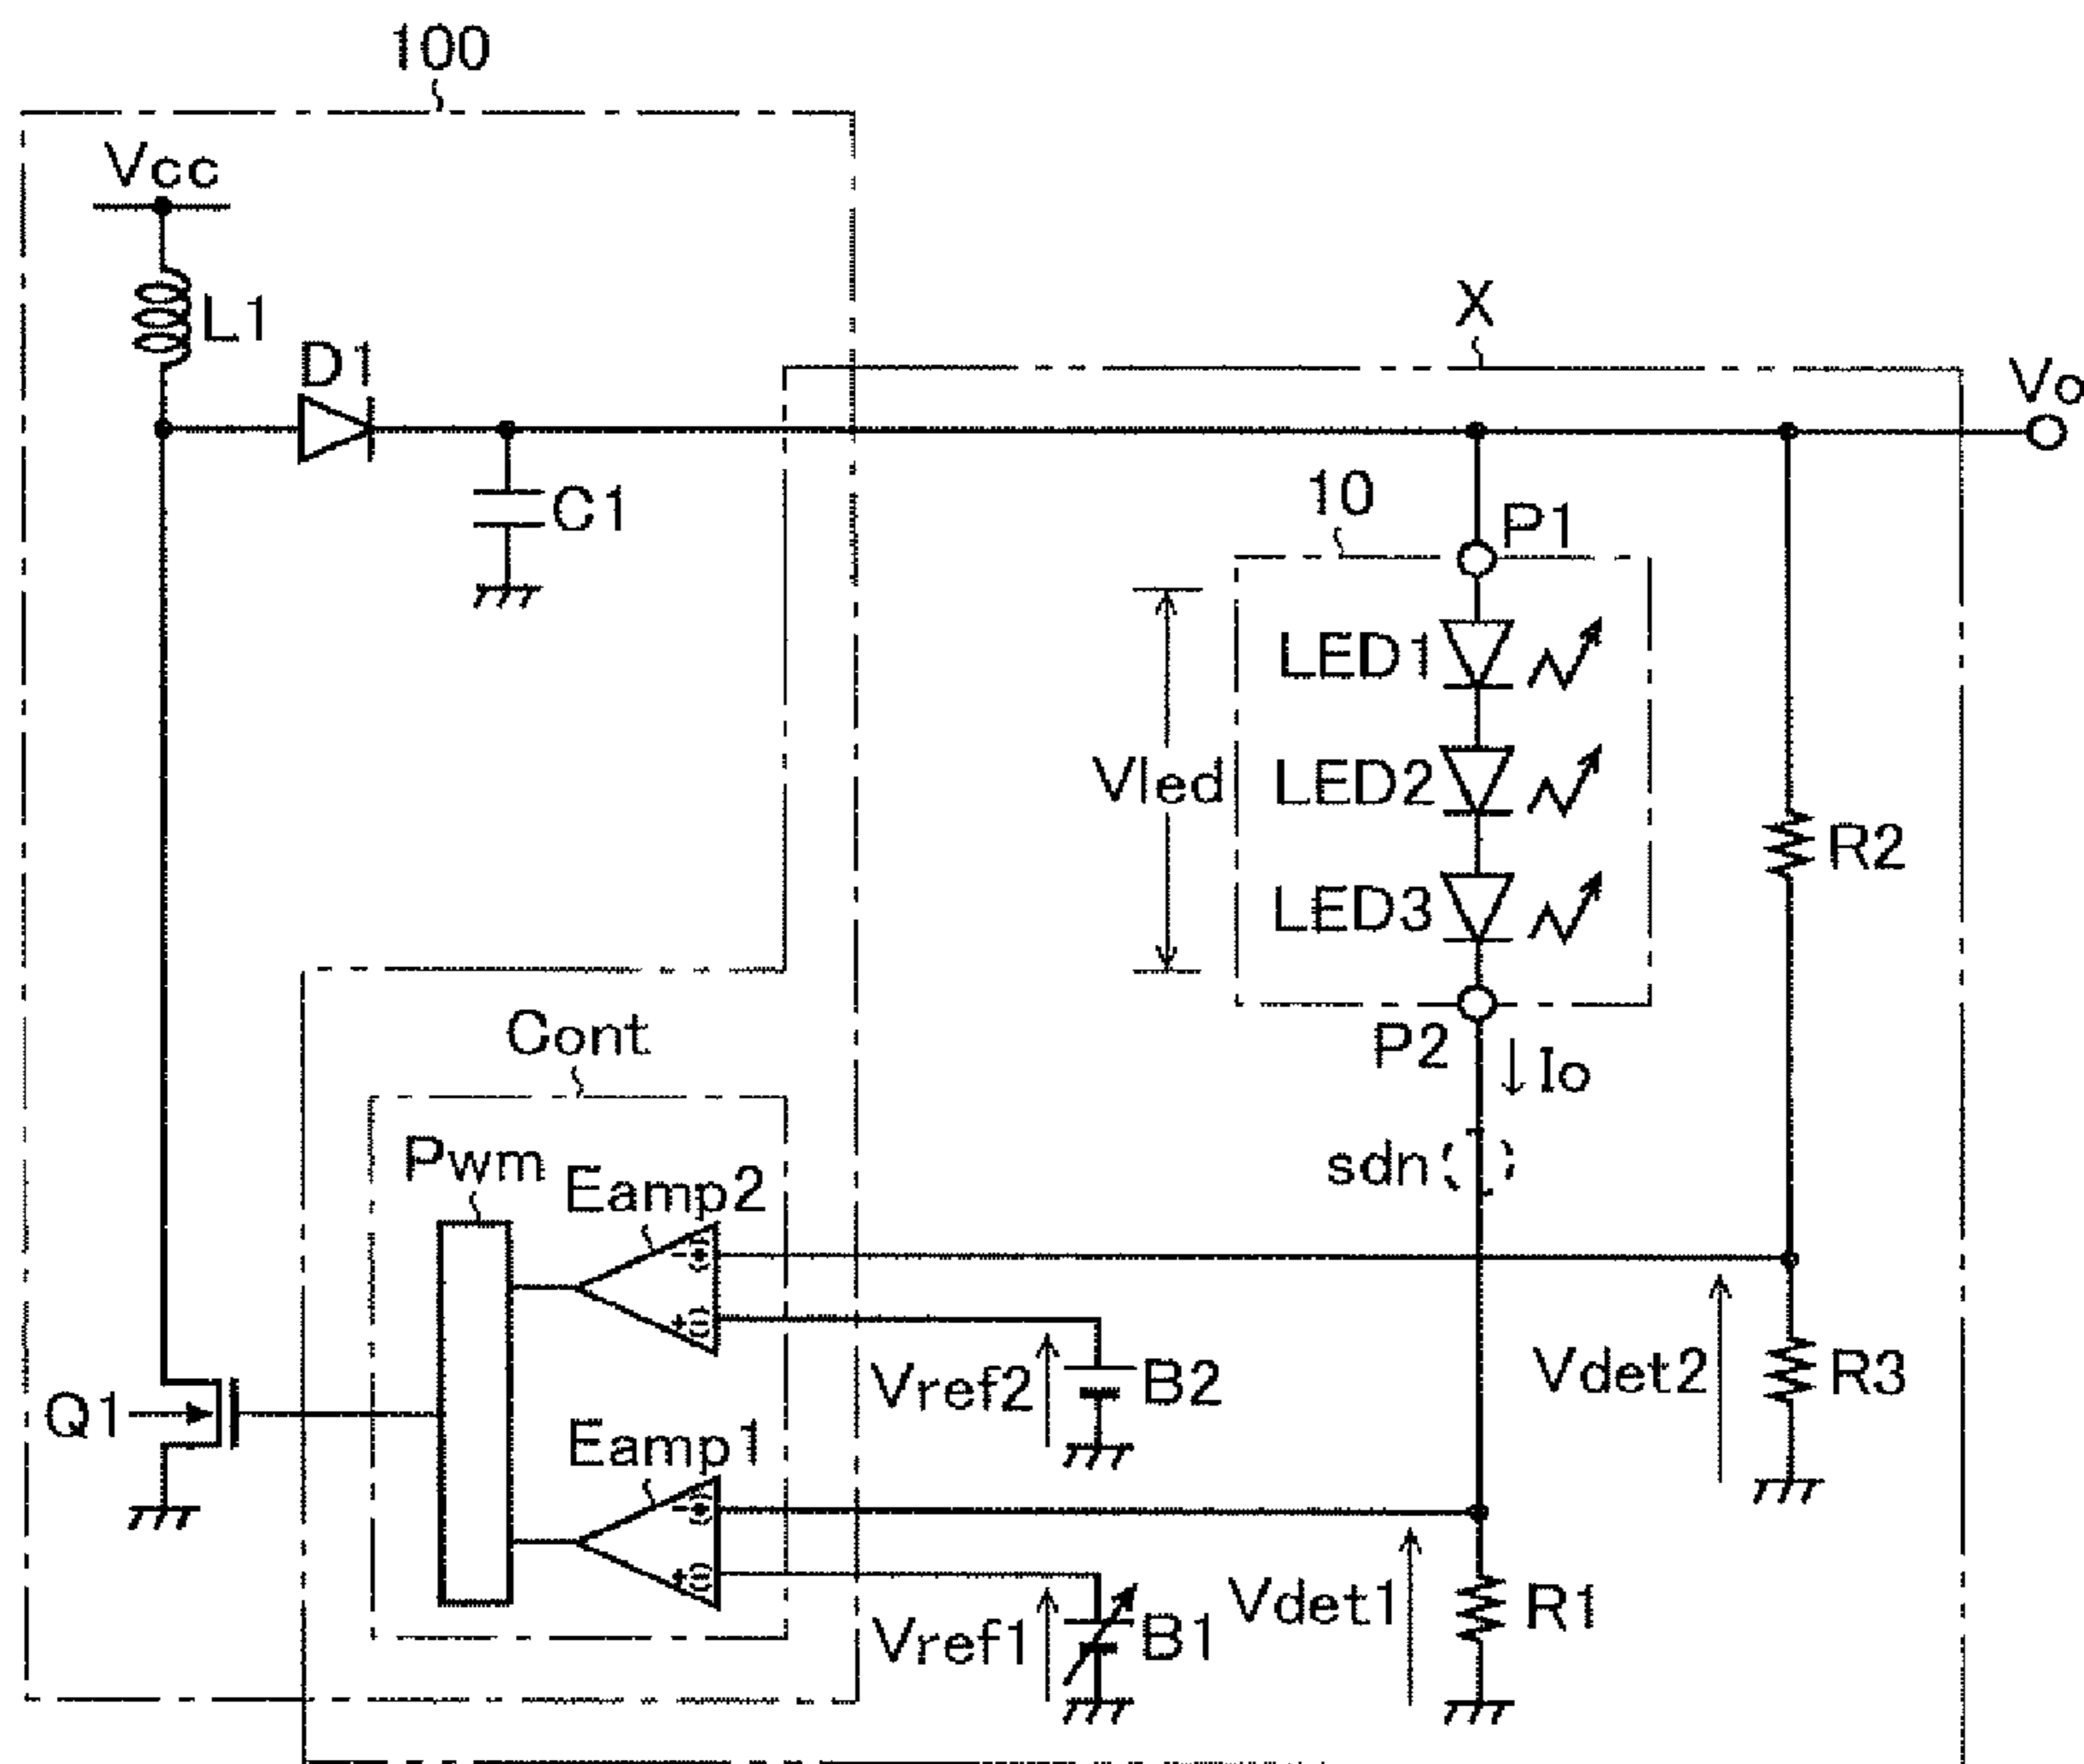 100
Vcc
L1
D1
C1
X
Vo
10
P1
LED1
Vled
LED2
LED3
R2
P2
Io
Cont
sdn
Pwm
Eamp2
- (+)
+ (-)
Vref2
B2
Vdet2
R3
Q1
Eamp1
- (+)
+ (-)
Vref1
B1
Vdet1
R1